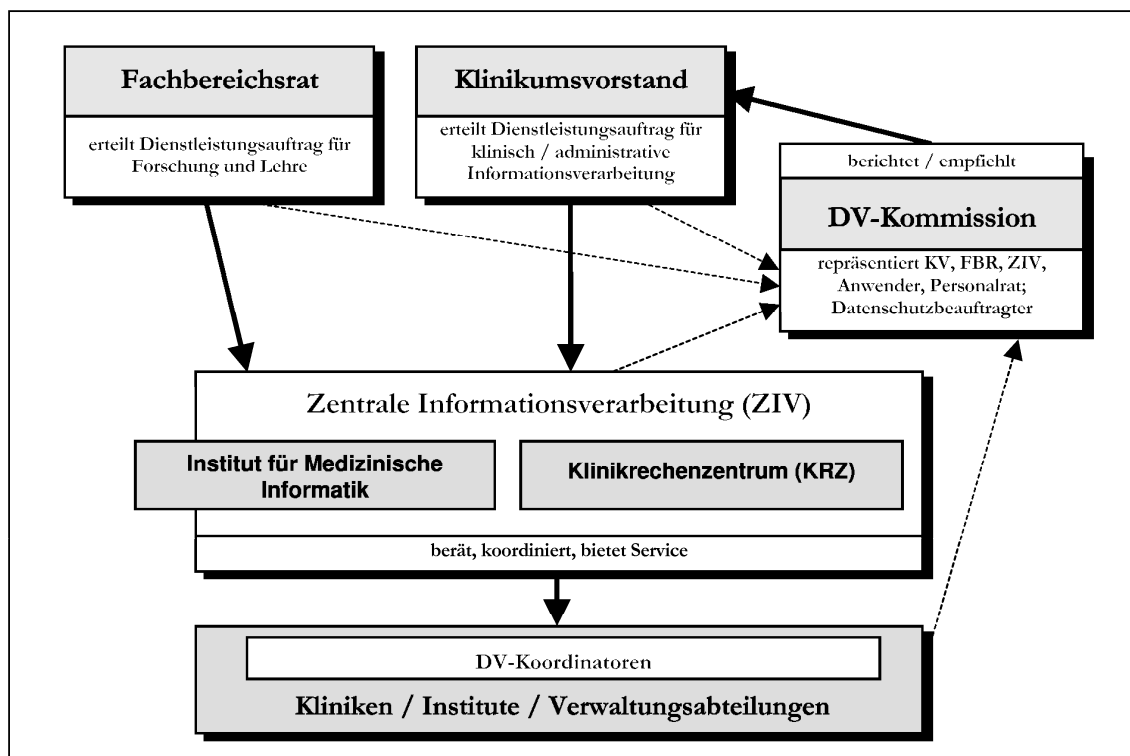 Fachbereichsrat
erteilt Dienstleistungsauftrag für
Forschung und Lehre
Klinikumsvorstand
erteilt Dienstleistungsauftrag für
klinisch / administrative
Informationsverarbeitung
berichtet / empfiehlt
DV-Kommission
repräsentiert KV, FBR, ZIV,
Anwender, Personalrat;
Datenschutzbeauftragter
Zentrale Informationsverarbeitung (ZIV)
Institut für Medizinische
Informatik
Klinikrechenzentrum (KRZ)
berät, koordiniert, bietet Service
DV-Koordinatoren
Kliniken / Institute / Verwaltungsabteilungen